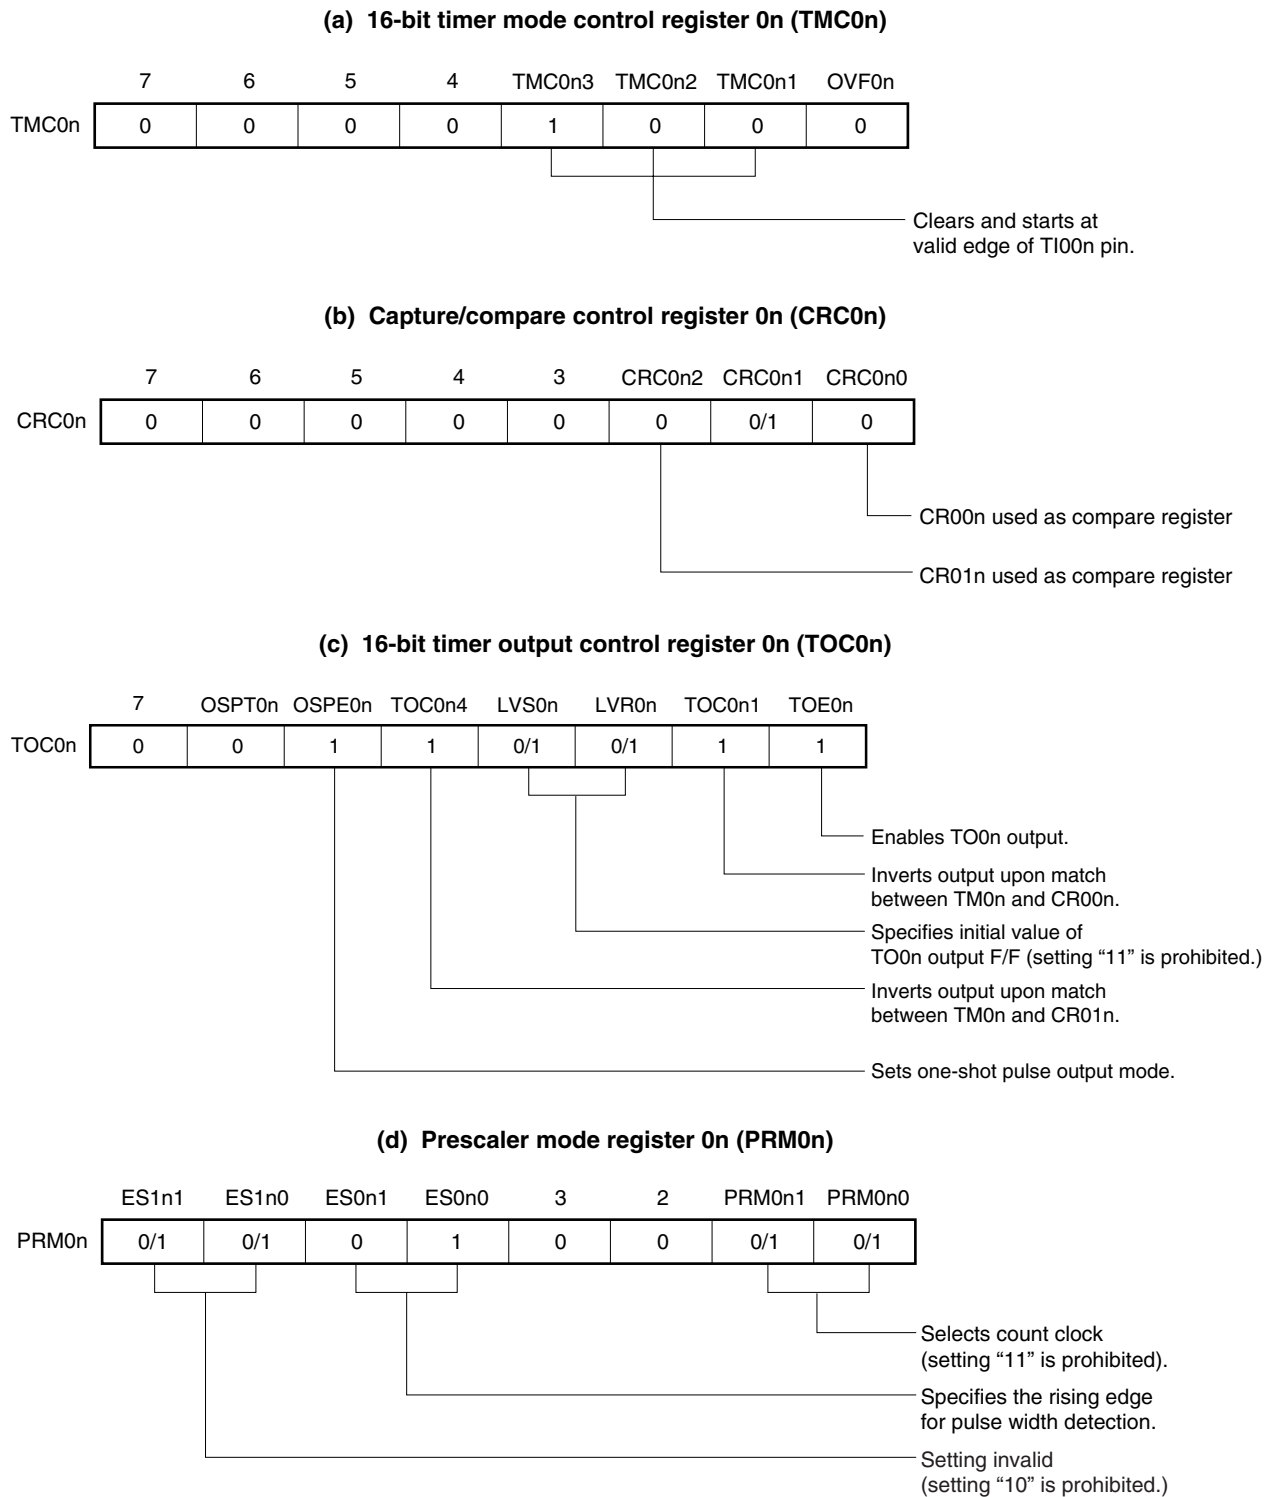 (a) 16-bit timer mode control register 0n (TMC0n)
7 6 5 4 TMC0n3 TMC0n2 TMC0n1 OVF0n
TMC0n 0 0 0 0 1 0 0 0
Clears and starts at
valid edge of TI00n pin.
(b) Capture/compare control register 0n (CRC0n)
7 6 5 4 3 CRC0n2 CRC0n1 CRC0n0
CRC0n 0 0 0 0 0 0 0/1 0
CR00n used as compare register
CR01n used as compare register
(c) 16-bit timer output control register 0n (TOC0n)
7 OSPT0n OSPE0n TOC0n4 LVS0n LVR0n TOC0n1 TOE0n
TOC0n 0 0 1 1 0/1 0/1 1 1
Enables TO0n output.
Inverts output upon match
between TM0n and CR00n.
Specifies initial value of
TO0n output F/F (setting “11” is prohibited.)
Inverts output upon match
between TM0n and CR01n.
Sets one-shot pulse output mode.
(d) Prescaler mode register 0n (PRM0n)
ES1n1 ES1n0 ES0n1 ES0n0 3 2 PRM0n1 PRM0n0
PRM0n 0/1 0/1 0 1 0 0 0/1 0/1
Selects count clock
(setting “11” is prohibited).
Specifies the rising edge
for pulse width detection.
Setting invalid
(setting “10” is prohibited.)